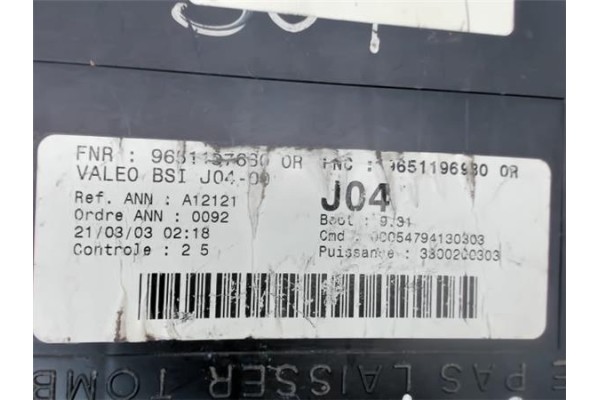 FNR : 9651197680 OR FNC : 9651196980 OR
VALEO BSI J04-00
J04
Ref. ANN : A12121
Ordre ANN : 0092
Boot : 9.31
21/03/03 02:18
Cmd : 00054794130303
Controle : 2 5
Puissance : 3800200303
E PAS LAISSER TOMB